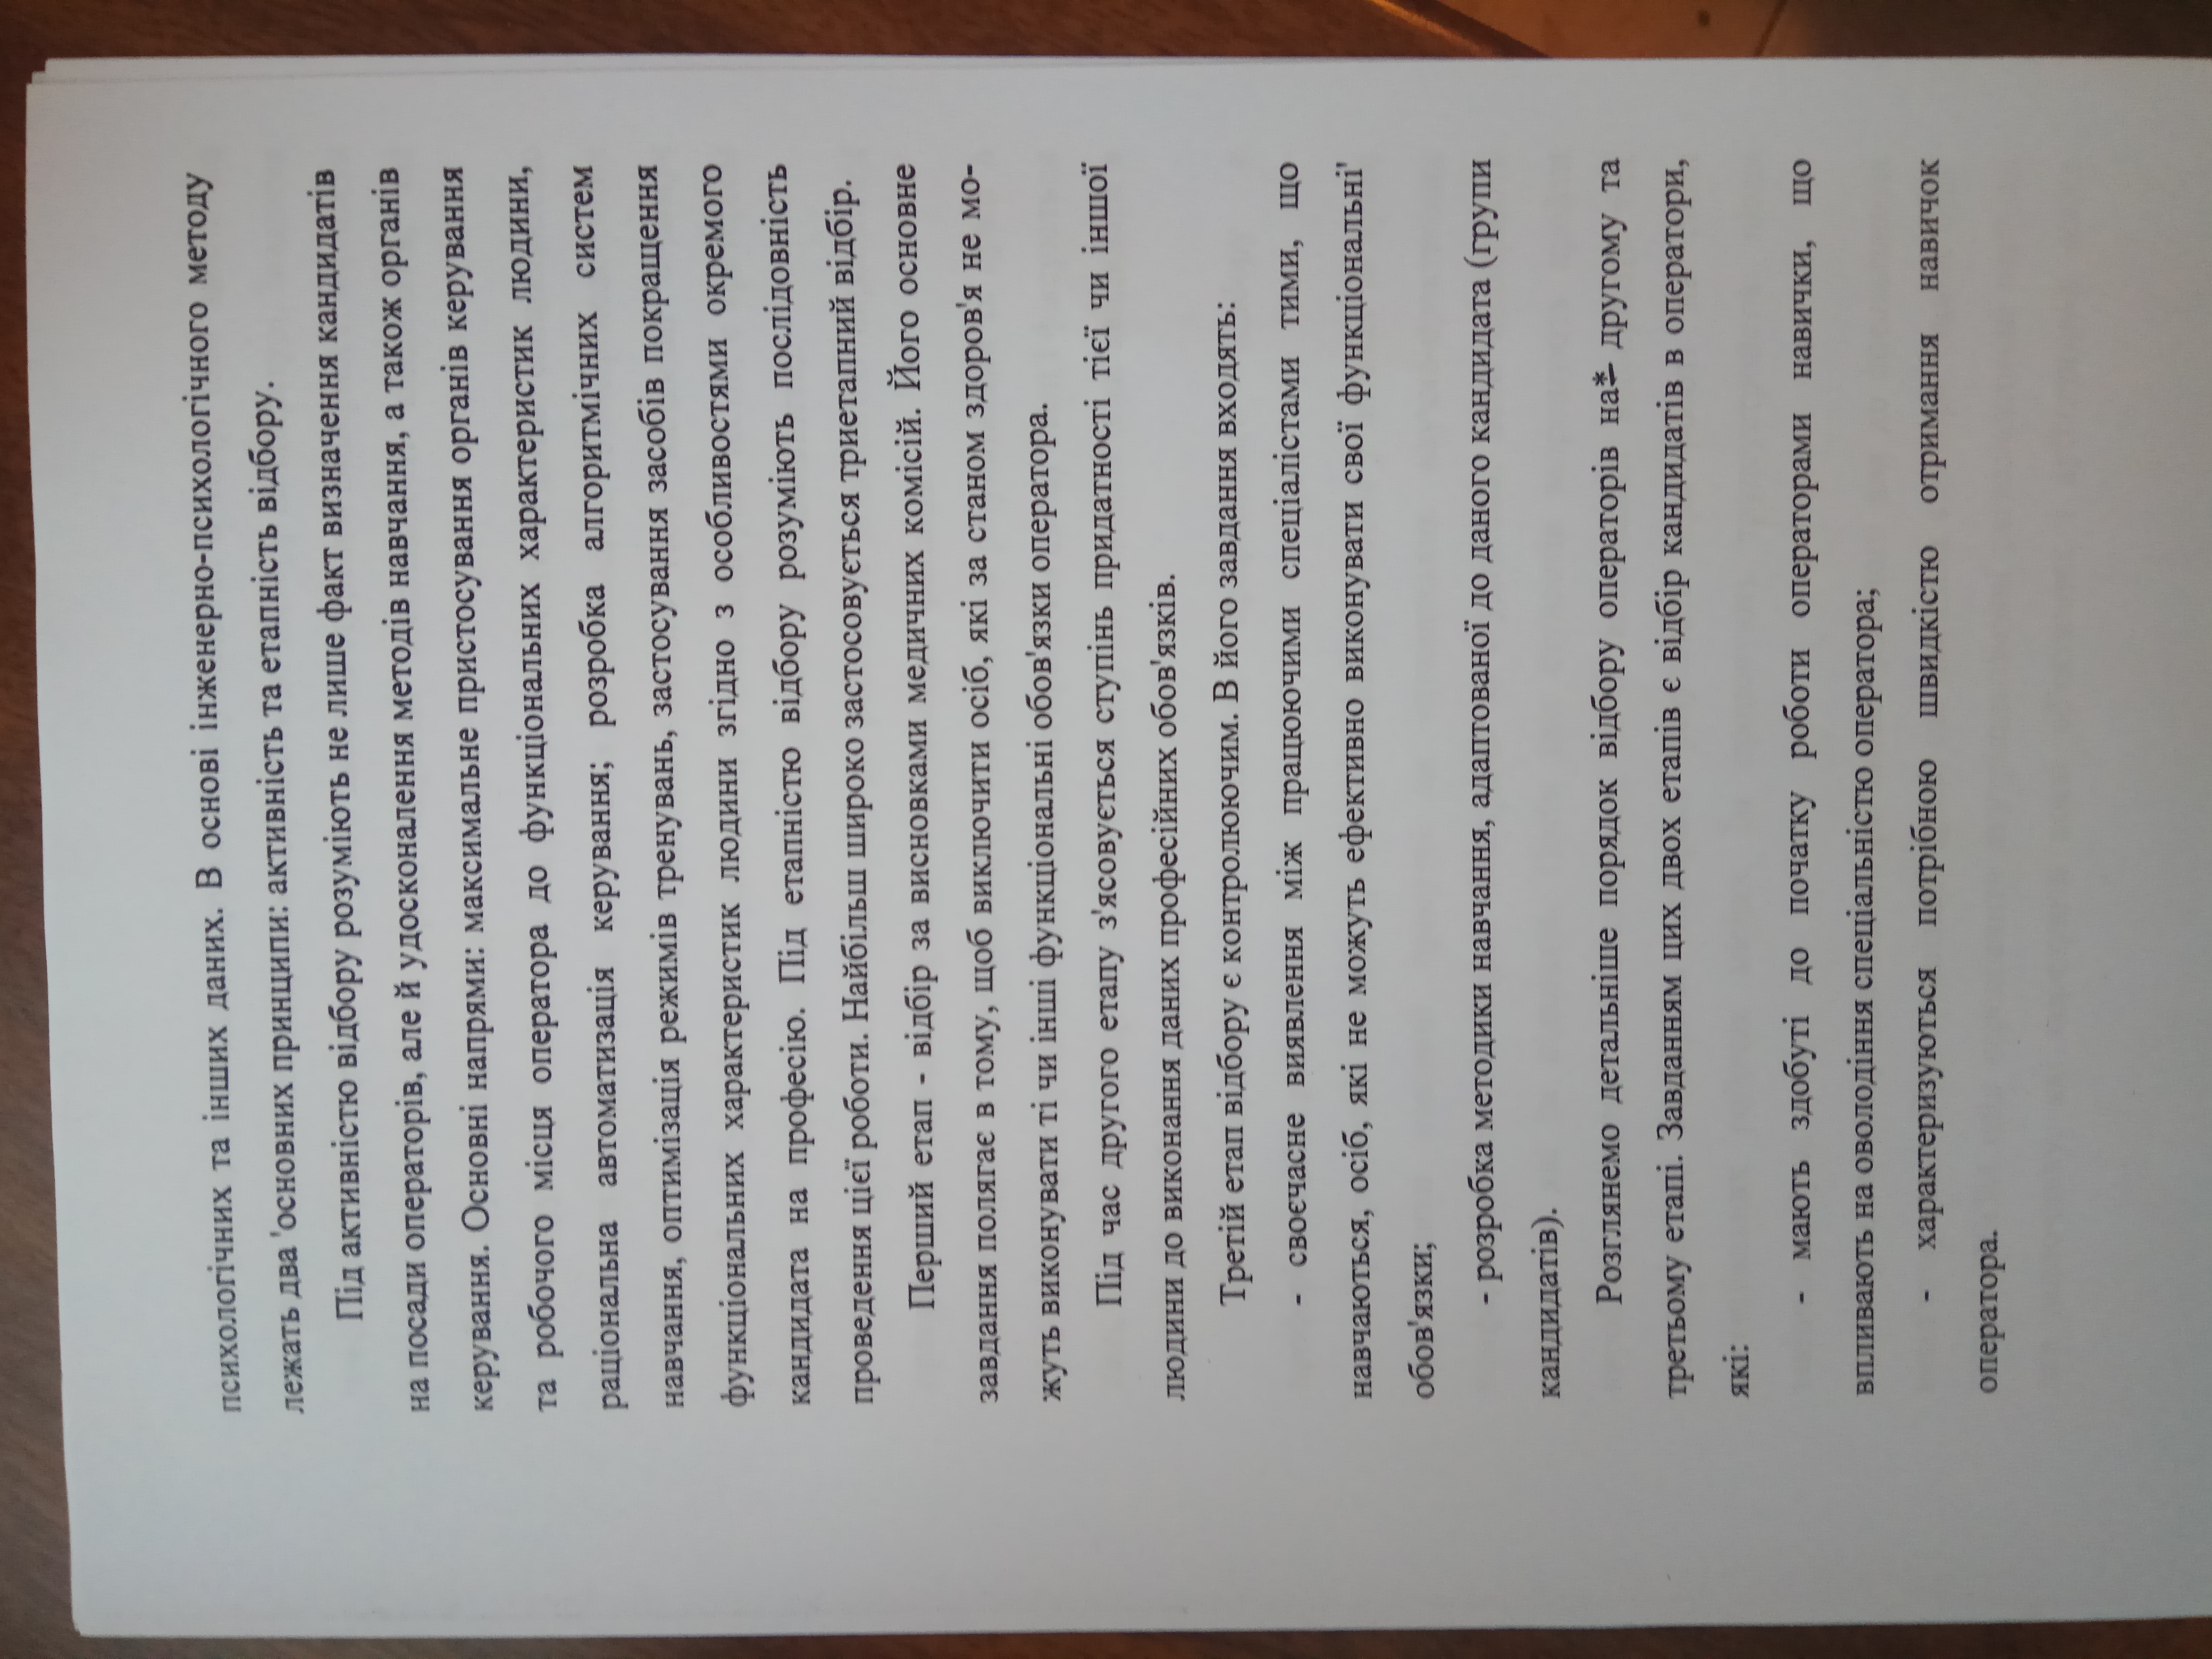 психологічних та інших даних. В основі інженерно-психологічного методу
лежать два 'основних принципи: активність та етапність відбору.
Під активністю відбору розуміють не лише факт визначення кандидатів
на посади операторів, але й удосконалення методів навчання, а також органів
керування. Основні напрями: максимальне пристосування органів керування
та робочого місця оператора до функціональних характеристик людини,
раціональна автоматизація керування; розробка алгоритмічних систем
навчання, оптимізація режимів тренувань, застосування засобів покращення
функціональних характеристик людини згідно з особливостями окремого
кандидата на професію. Під етапністю відбору розуміють послідовність
проведення цієї роботи. Найбільш широко застосовується триетапний відбір.
Перший етап - відбір за висновками медичних комісій. Його основне
завдання полягає в тому, щоб виключити осіб, які за станом здоров'я не мо-
жуть виконувати ті чи інші функціональні обов'язки оператора.
Під час другого етапу з'ясовується ступінь придатності тієї чи іншої
людини до виконання даних професійних обов'язків.
Третій етап відбору є контролюючим. В його завдання входять:
- своєчасне виявлення між працюючими спеціалістами тими, що
навчаються, осіб, які не можуть ефективно виконувати свої функціональні'
обов'язки;
- розробка методики навчання, адаптованої до даного кандидата (групи
кандидатів).
Розглянемо детальніше порядок відбору операторів на*- другому та
третьому етапі. Завданням цих двох етапів є відбір кандидатів в оператори,
які:
- мають здобуті до початку роботи операторами навички, що
впливають на оволодіння спеціальністю оператора;
- характеризуються потрібною швидкістю отримання навичок
оператора.